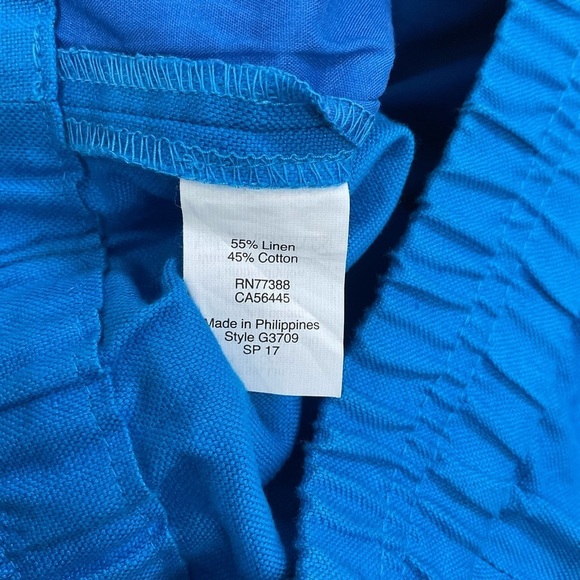 55% Linen
45% Cotton
RN77388
CA56445
Made in Philippines
Style G3709
SP 17